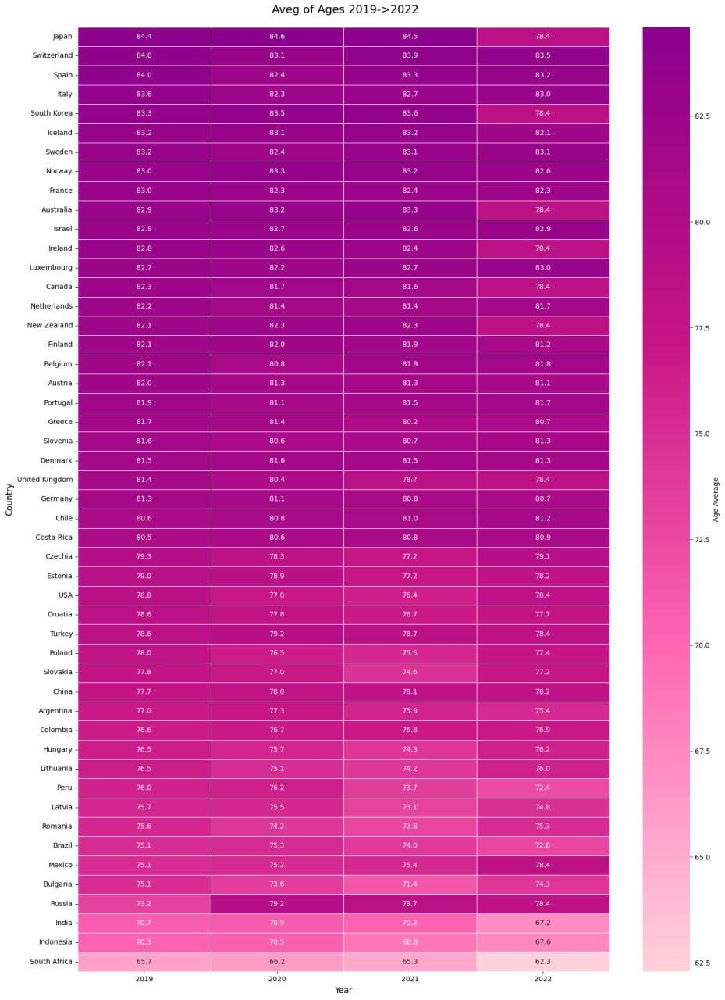 Aveg of Ages 2019->2022
Japan 84.4 84.6 84.5 78.4
Switzerland 84.0 83.1 83.9 83.5
Spain 84.0 82.4 83.3 83.2
Italy 83.6 82.3 82.7 83.0
South Korea 83.3 83.5 83.6 78.4
Iceland 83.2 83.1 83.2 82.1
Sweden 83.2 82.4 83.1 83.1
Norway 83.0 83.3 83.2 82.6
France 83.0 82.3 82.4 82.3
Australia 82.9 83.2 83.3 78.4
Israel 82.9 82.7 82.6 82.9
Ireland 82.8 82.6 82.4 78.4
Luxembourg 82.7 82.2 82.7 83.0
Canada 82.3 81.7 81.6 78.4
Netherlands 82.2 81.4 81.4 81.7
New Zealand 82.1 82.3 82.3 78.4
Finland 82.1 82.0 81.9 81.2
Belgium 82.1 80.8 81.9 81.8
Austria 82.0 81.3 81.3 81.1
Portugal 81.9 81.1 81.5 81.7
Greece 81.7 81.4 80.2 80.7
Slovenia 81.6 80.6 80.7 81.3
Denmark 81.5 81.6 81.5 81.3
United Kingdom 81.4 80.4 78.7 78.4
Germany 81.3 81.1 80.8 80.7
Chile 80.6 80.8 81.0 81.2
Costa Rica 80.5 80.6 80.8 80.9
Czechia 79.3 78.3 77.2 79.1
Estonia 79.0 78.9 77.2 78.2
USA 78.8 77.0 76.4 78.4
Croatia 78.6 77.8 76.7 77.7
Turkey 78.6 79.2 78.7 78.4
Poland 78.0 76.5 75.5 77.4
Slovakia 77.8 77.0 74.6 77.2
China 77.7 78.0 78.1 78.2
Argentina 77.0 77.3 75.9 75.4
Colombia 76.6 76.7 76.8 76.9
Hungary 76.5 75.7 74.3 76.2
Lithuania 76.5 75.1 74.2 76.0
Peru 76.0 76.2 73.7 72.4
Latvia 75.7 75.5 73.1 74.8
Romania 75.6 74.2 72.8 75.3
Brazil 75.1 75.3 74.0 72.8
Mexico 75.1 75.2 75.4 78.4
Bulgaria 75.1 73.6 71.4 74.3
Russia 73.2 79.2 78.7 78.4
India 70.7 70.9 70.2 67.2
Indonesia 70.3 70.5 68.8 67.6
South Africa 65.7 66.2 65.3 62.3
2019 2020 2021 2022
Year
Country
82.5
80.0
77.5
75.0
72.5
70.0
67.5
65.0
62.5
Age Average